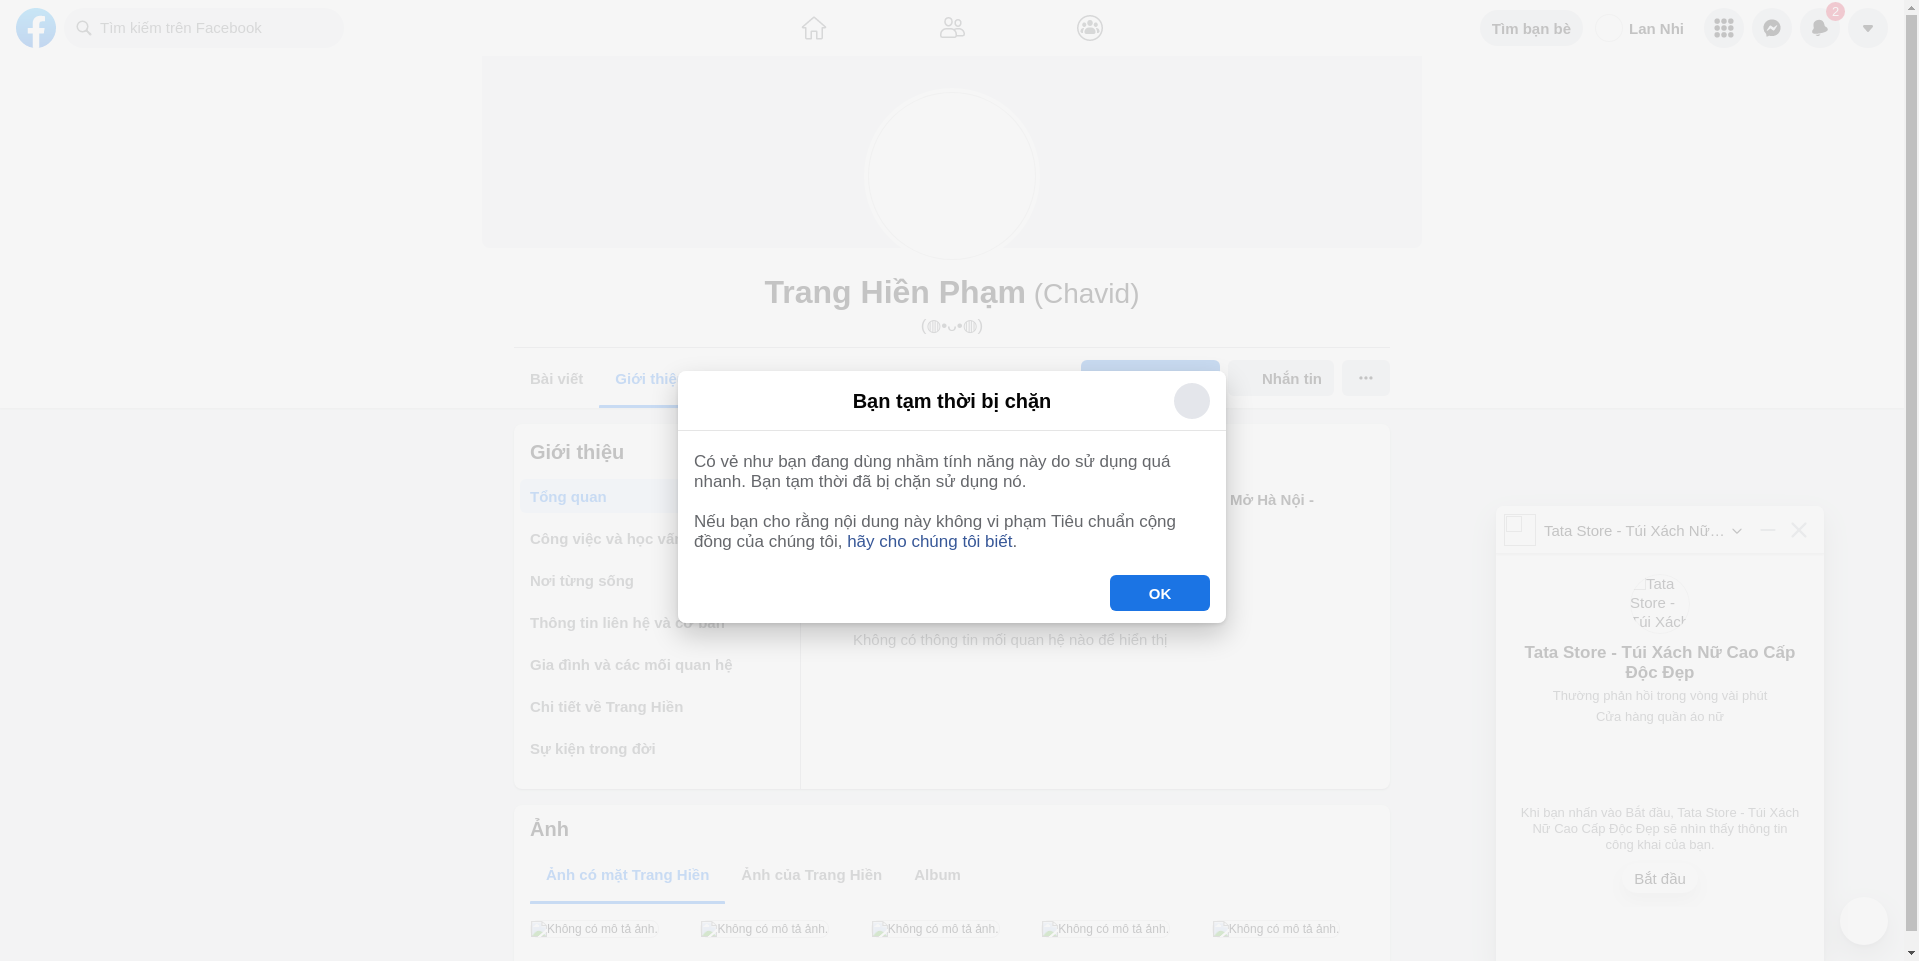 Tìm kiếm trên Facebook
Tìm bạn bè
Lan Nhi
2
Trang Hiền Phạm (Chavid)
(◍•ᴗ•◍)
Bài viết
Giới thiệ
Nhắn tin
Bạn tạm thời bị chặn
Có vẻ như bạn đang dùng nhầm tính năng này do sử dụng quá
nhanh. Bạn tạm thời đã bị chặn sử dụng nó.
Nếu bạn cho rằng nội dung này không vi phạm Tiêu chuẩn cộng
đồng của chúng tôi, hãy cho chúng tôi biết.
OK
Giới thiệu
Tổng quan
Công việc và học vấn
Nơi từng sống
Thông tin liên hệ và cơ bản
Gia đình và các mối quan hệ
Chi tiết về Trang Hiền
Sự kiện trong đời
Mở Hà Nội -
Không có thông tin mối quan hệ nào để hiển thị
Ảnh
Ảnh có mặt Trang Hiền
Ảnh của Trang Hiền
Album
Không có mô tả ảnh.
Không có mô tả ảnh.
Không có mô tả ảnh.
Không có mô tả ảnh.
Không có mô tả ảnh.
Tata Store - Túi Xách Nữ…
Tata
Store -
Túi Xách
Tata Store - Túi Xách Nữ Cao Cấp
Độc Đẹp
Thường phản hồi trong vòng vài phút
Cửa hàng quần áo nữ
Khi bạn nhấn vào Bắt đầu, Tata Store - Túi Xách
Nữ Cao Cấp Độc Đẹp sẽ nhìn thấy thông tin
công khai của bạn.
Bắt đầu